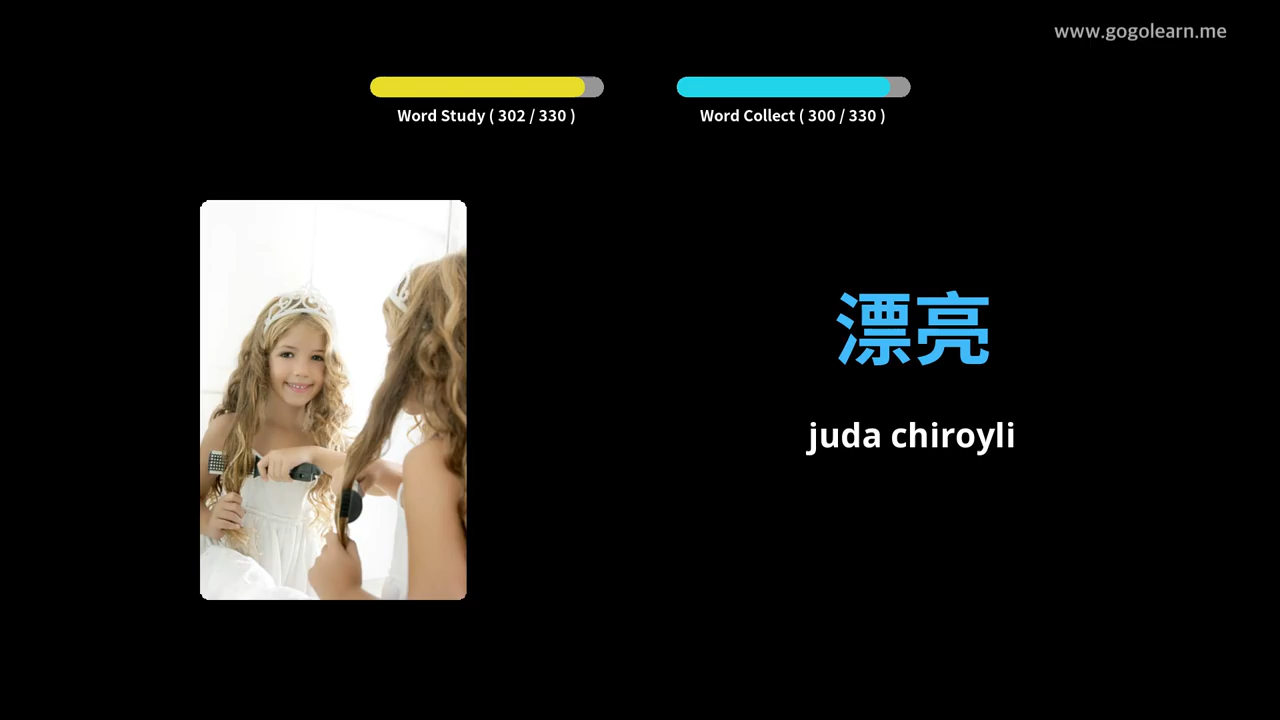 www.gogolearn.me
Word Study ( 302 / 330 )
Word Collect ( 300 / 330 )
漂亮
juda chiroyli